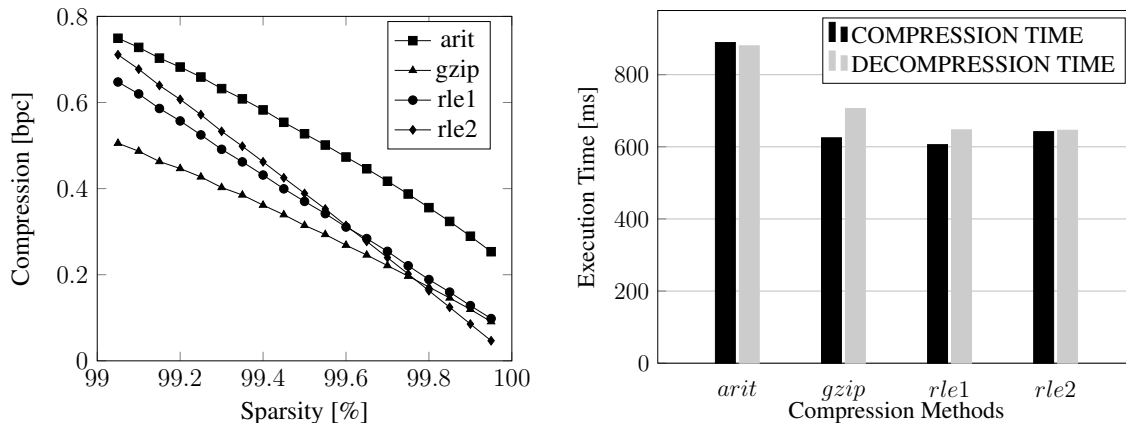 0.8
0.6
0.4
0.2
0
99
99.2
99.4
99.6
99.8
100
Compression [bpc]
Sparsity [%]
arit
gzip
rle1
rle2
800
600
400
200
0
Execution Time [ms]
COMPRESSION TIME
DECOMPRESSION TIME
arit
gzip
rle1
rle2
Compression Methods